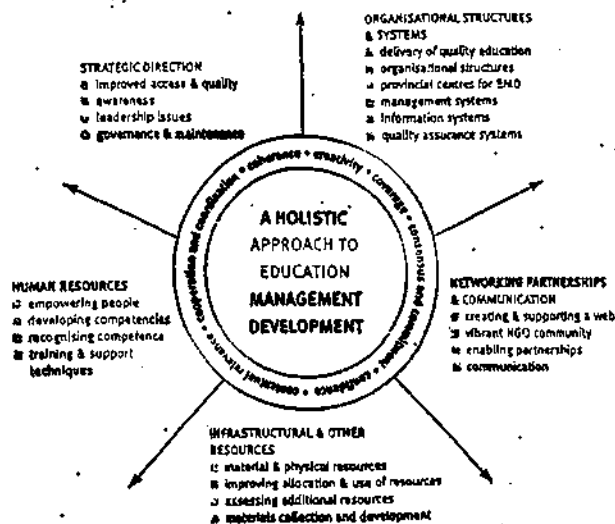 ORGANISATIONAL STRUCTURES
& SYSTEMS
delivery of quality education
organisational structures
provincial centres for EMD
management systems
information systems
quality assurance systems
STRATEGIC DIRECTION
improved access & quality
awareness
leadership issues
governance & maintenance
cooperation and coordination • coherence • creativity • coverage • consensus and commitment • confidence • contextual relevance •
A HOLISTIC
APPROACH TO
EDUCATION
MANAGEMENT
DEVELOPMENT
HUMAN RESOURCES
empowering people
developing competencies
recognising competence
training & support
techniques
NETWORKING PARTNERSHIPS
& COMMUNICATION
creating & supporting a web
vibrant NGO community
enabling partnerships
communication
INFRASTRUCTURAL & OTHER
RESOURCES
material & physical resources
improving allocation & use of resources
assessing additional resources
materials collection and development